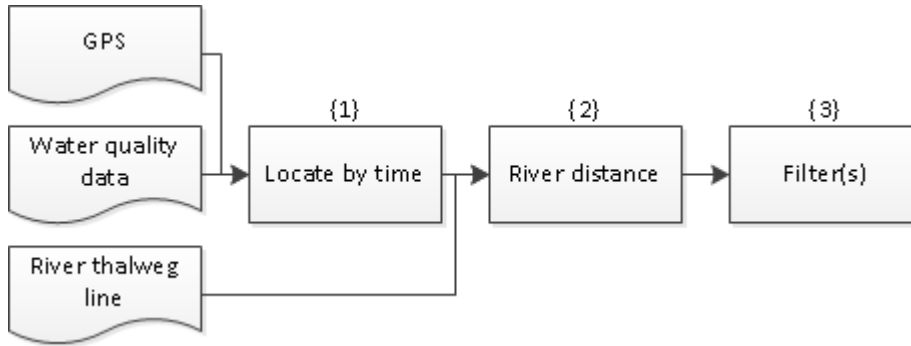 GPS
{1}
{2}
{3}
Water quality
data
Locate by time
River distance
Filter(s)
River thalweg
line